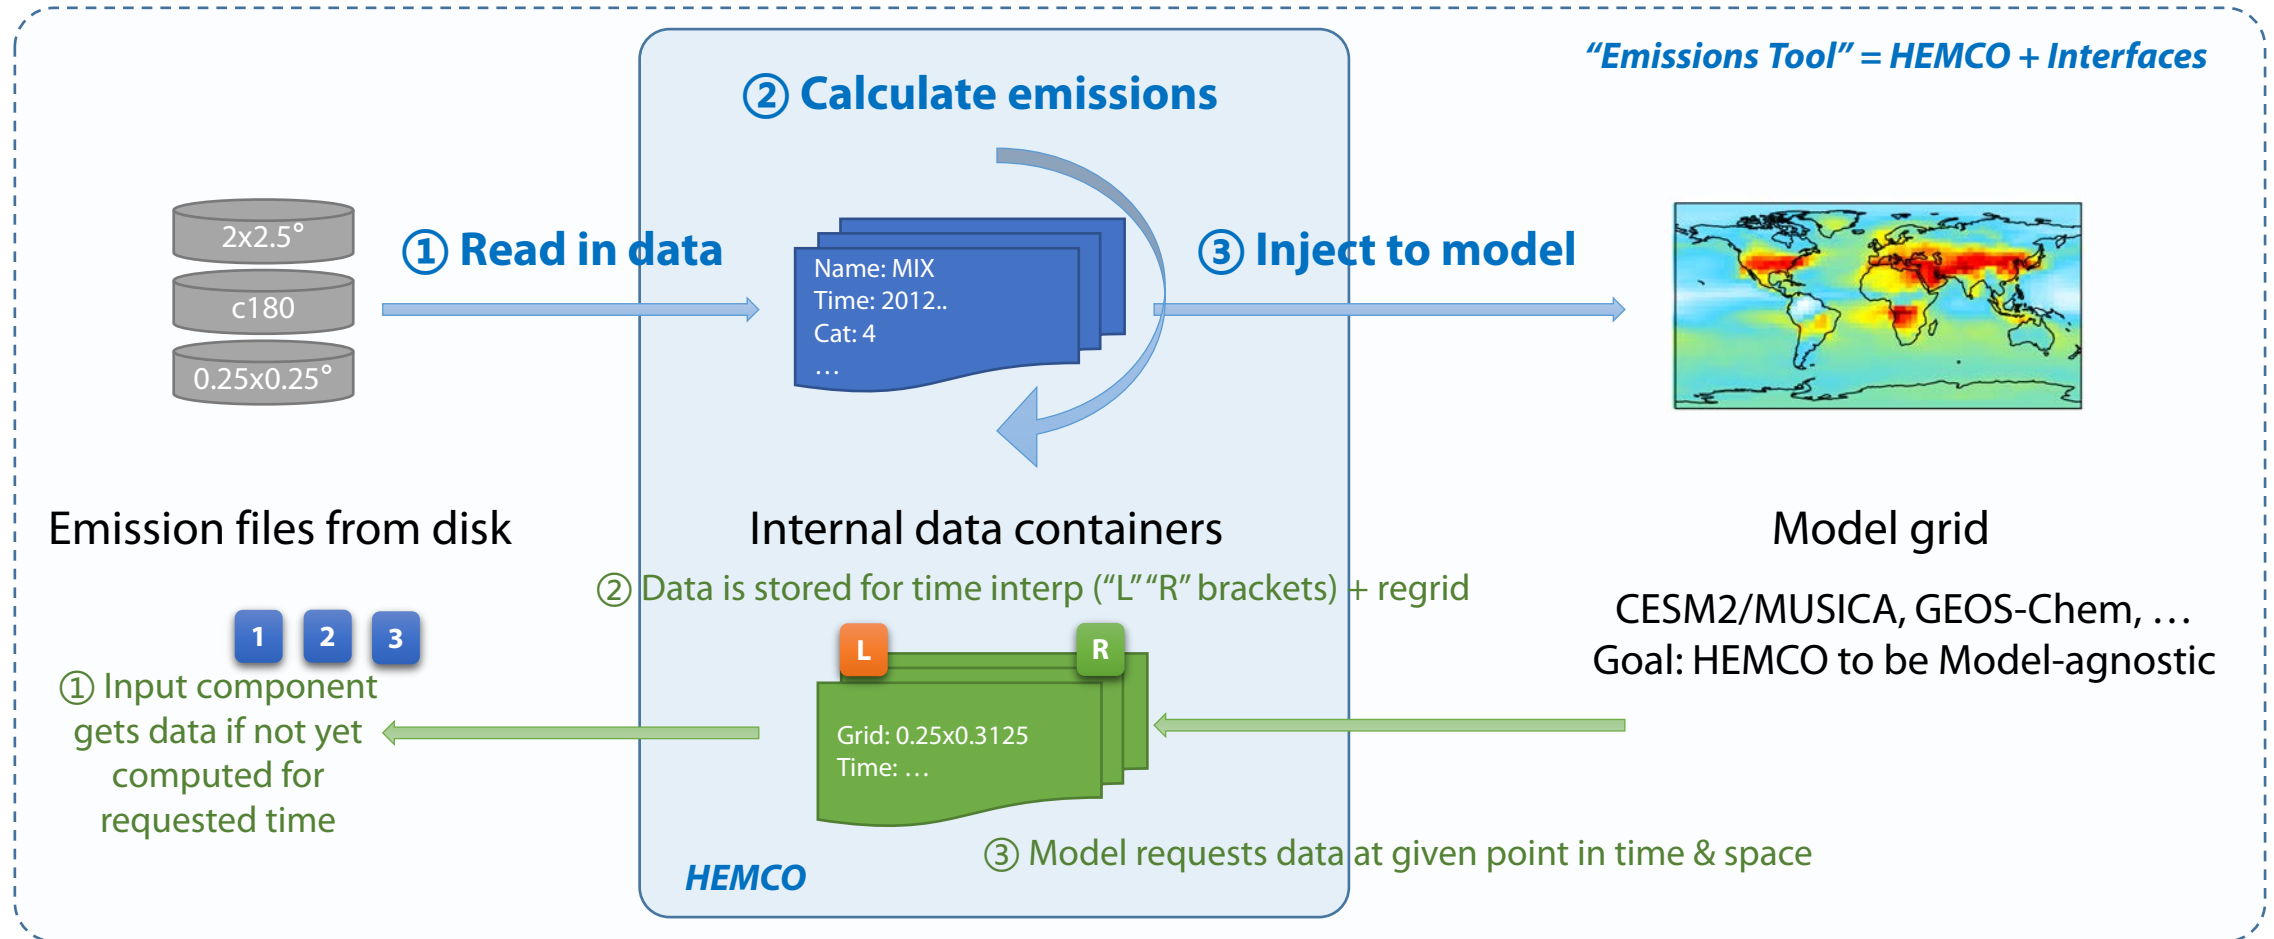 “Emissions Tool” = HEMCO + Interfaces
② Calculate emissions
2x2.5°
c180
0.25x0.25°
① Read in data
Name: MIX
Time: 2012..
Cat: 4
…
③ Inject to model
Emission files from disk
Internal data containers
Model grid
② Data is stored for time interp (“L”“R” brackets) + regrid
CESM2/MUSICA, GEOS-Chem, …
Goal: HEMCO to be Model-agnostic
1 2 3
① Input component
gets data if not yet
computed for
requested time
L R
Grid: 0.25x0.3125
Time: …
③ Model requests data at given point in time & space
HEMCO